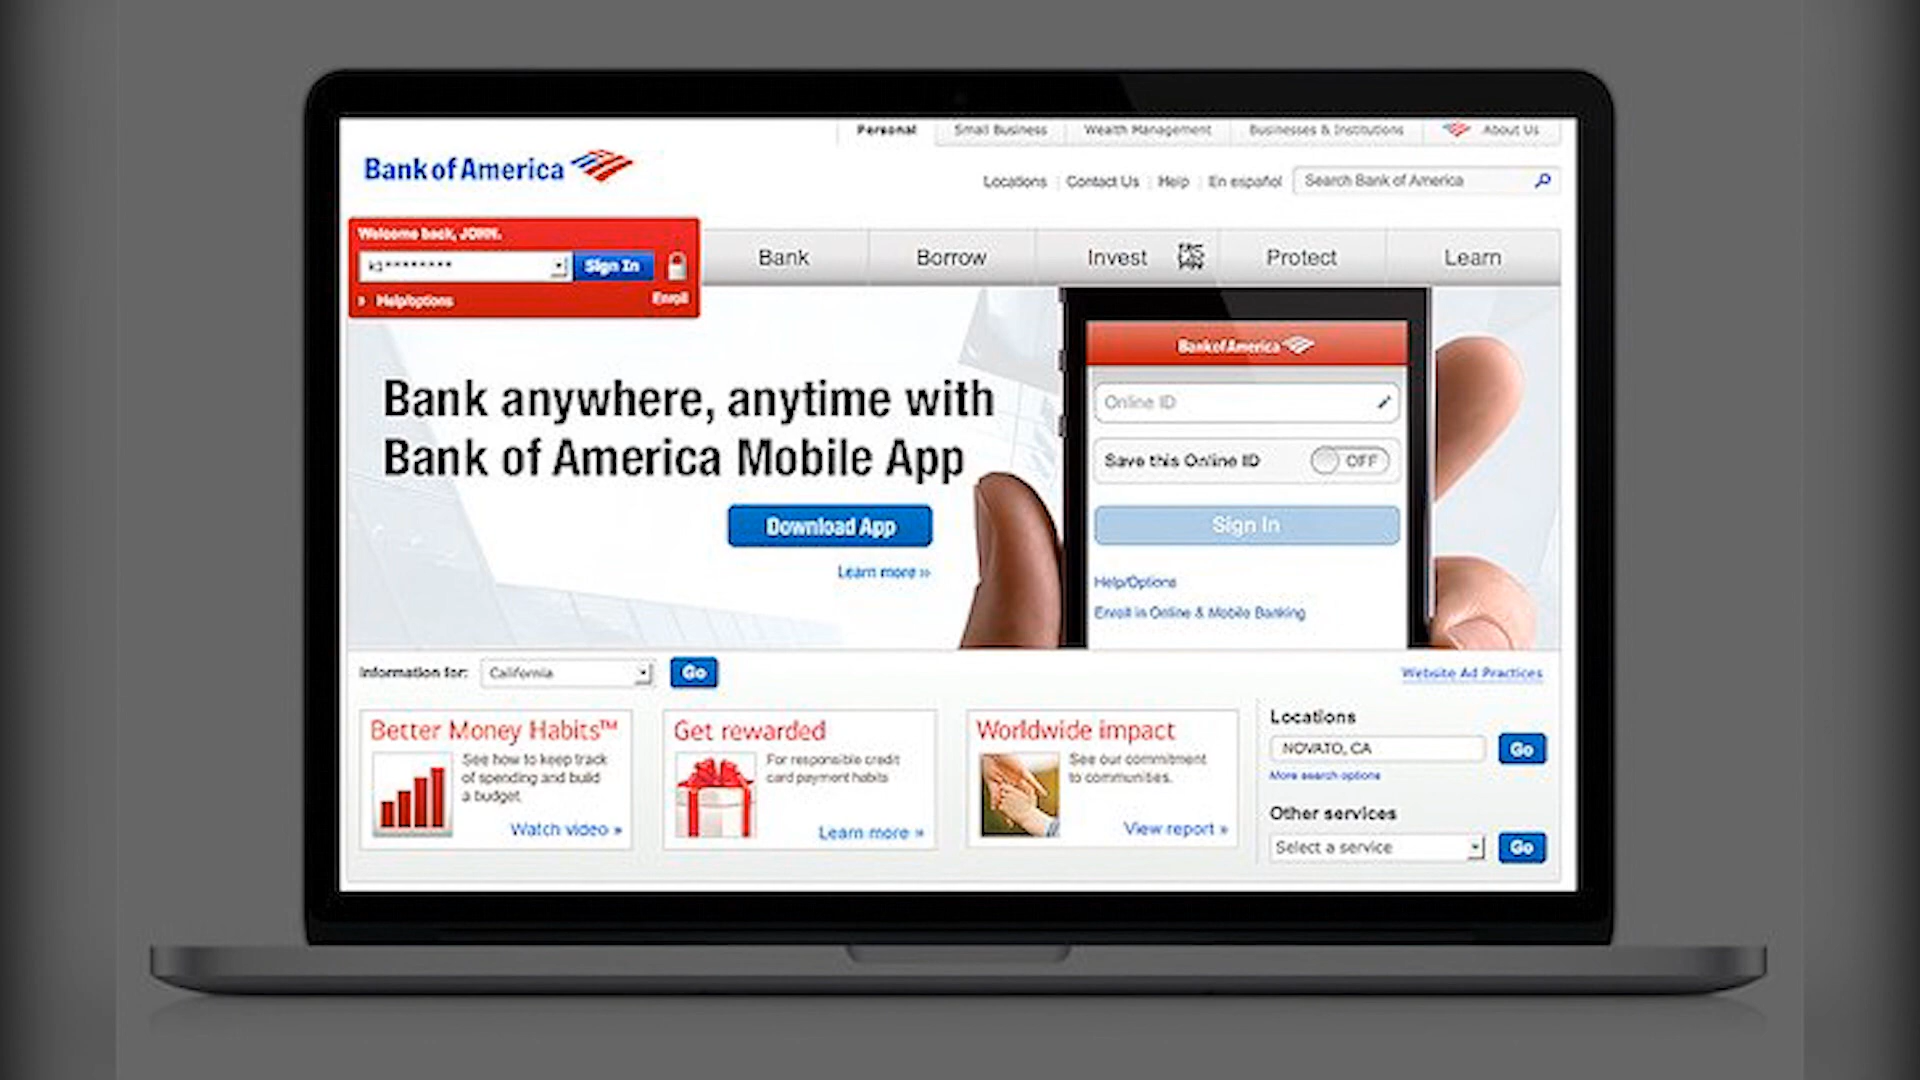 Personal
Small Business
Wealth Management
Businesses & Institutions
About Us
Bank of America
Locations
Contact Us
Help
En español
Search Bank of America
Welcome back, JOHN.
k1********
Sign In
Help/options
Enroll
Bank
Borrow
Invest
Protect
Learn
Bank anywhere, anytime with
Bank of America Mobile App
Download App
Learn more »
Bank of America
Online ID
Save this Online ID
OFF
Sign In
Help/Options
Enroll in Online & Mobile Banking
Information for:
California
Go
Website Ad Practices
Better Money Habits™
See how to keep track
of spending and build
a budget.
Watch video »
Get rewarded
For responsible credit
card payment habits
Learn more »
Worldwide impact
See our commitment
to communities.
View report »
Locations
NOVATO, CA
Go
More search options
Other services
Select a service
Go